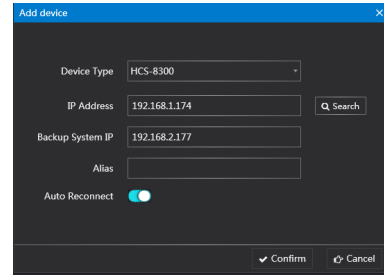 Add device
Device Type HCS-8300
IP Address 192.168.1.174 Search
Backup System IP 192.168.2.177
Alias
Auto Reconnect
Confirm Cancel